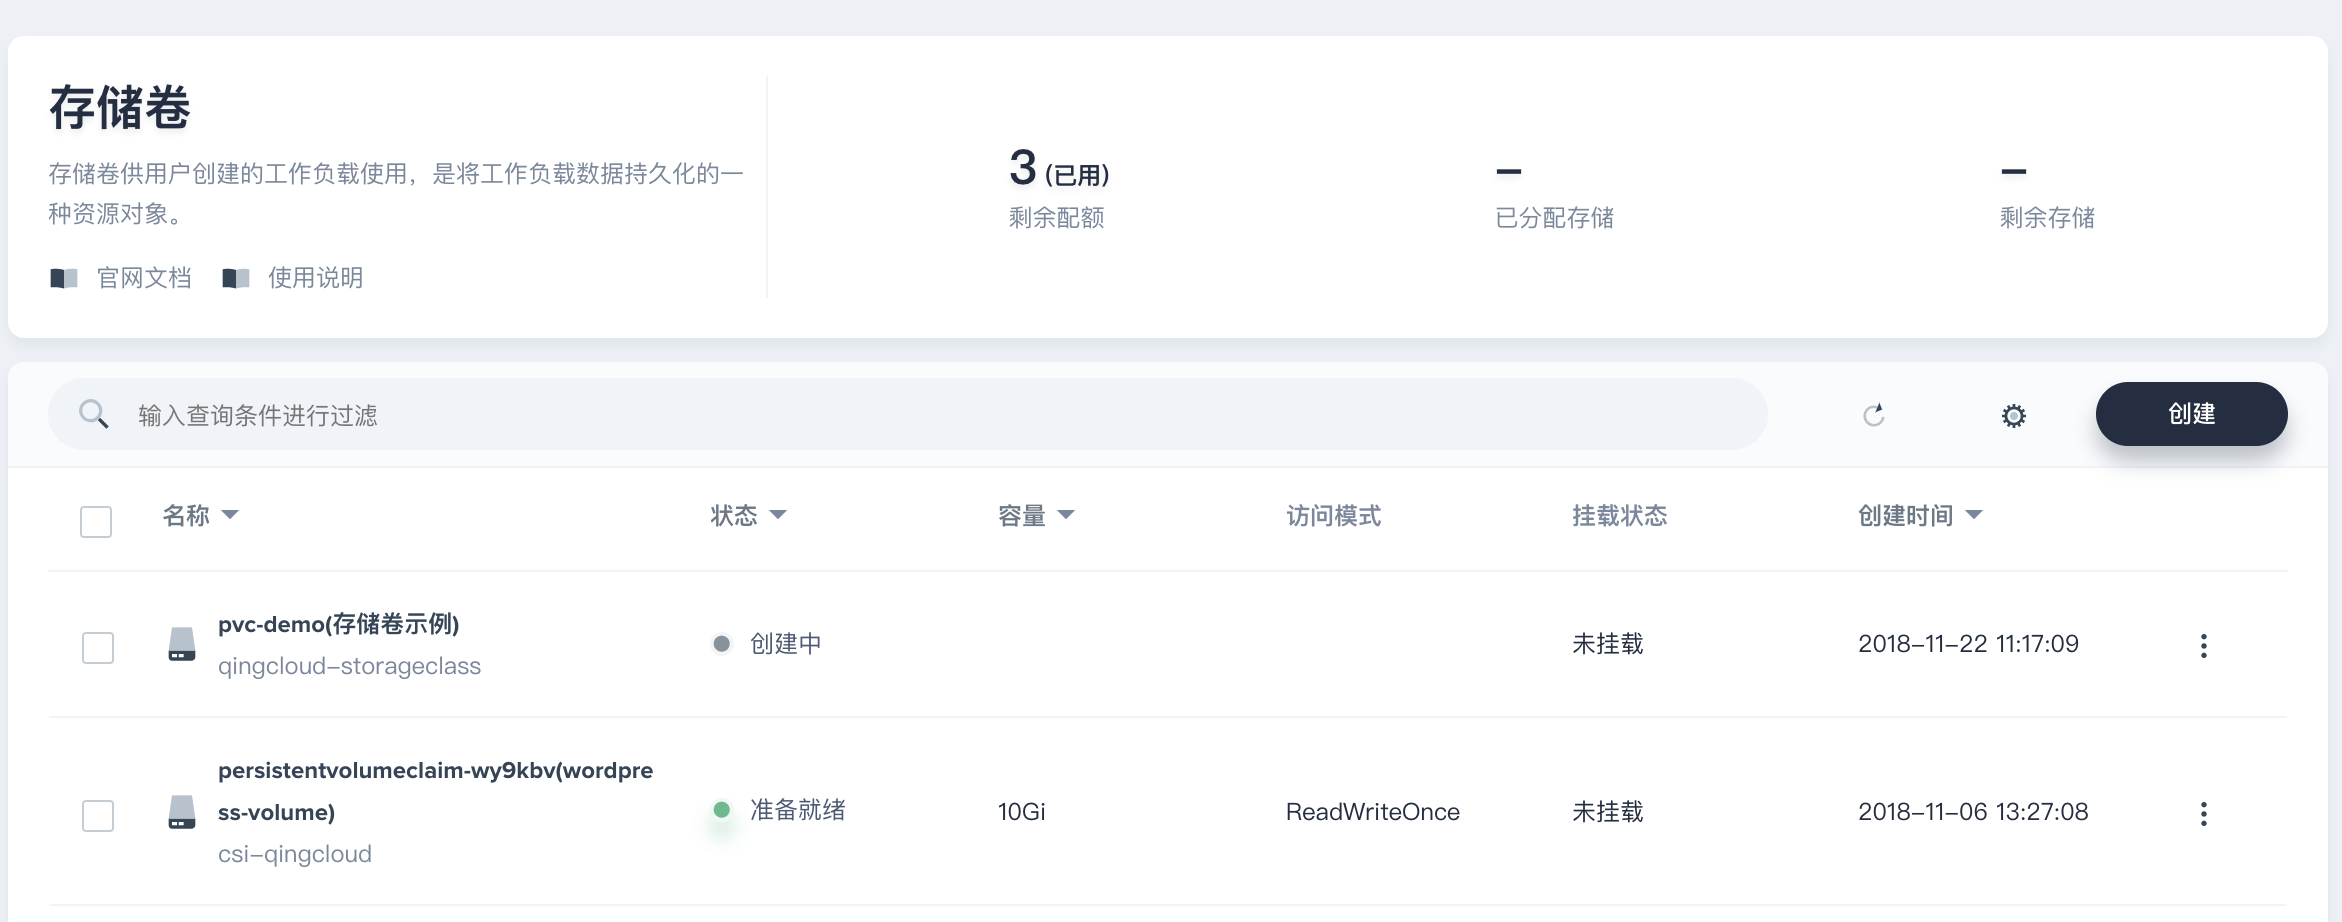 存储卷
存储卷供用户创建的工作负载使用，是将工作负载数据持久化的一
种资源对象。
官网文档 使用说明
3 (已用)
剩余配额
–
已分配存储
–
剩余存储
输入查询条件进行过滤
创建
名称 状态 容量 访问模式 挂载状态 创建时间
pvc-demo(存储卷示例)
qingcloud-storageclass
创建中 未挂载 2018-11-22 11:17:09
persistentvolumeclaim-wy9kbv(wordpre
ss-volume)
csi-qingcloud
准备就绪 10Gi ReadWriteOnce 未挂载 2018-11-06 13:27:08